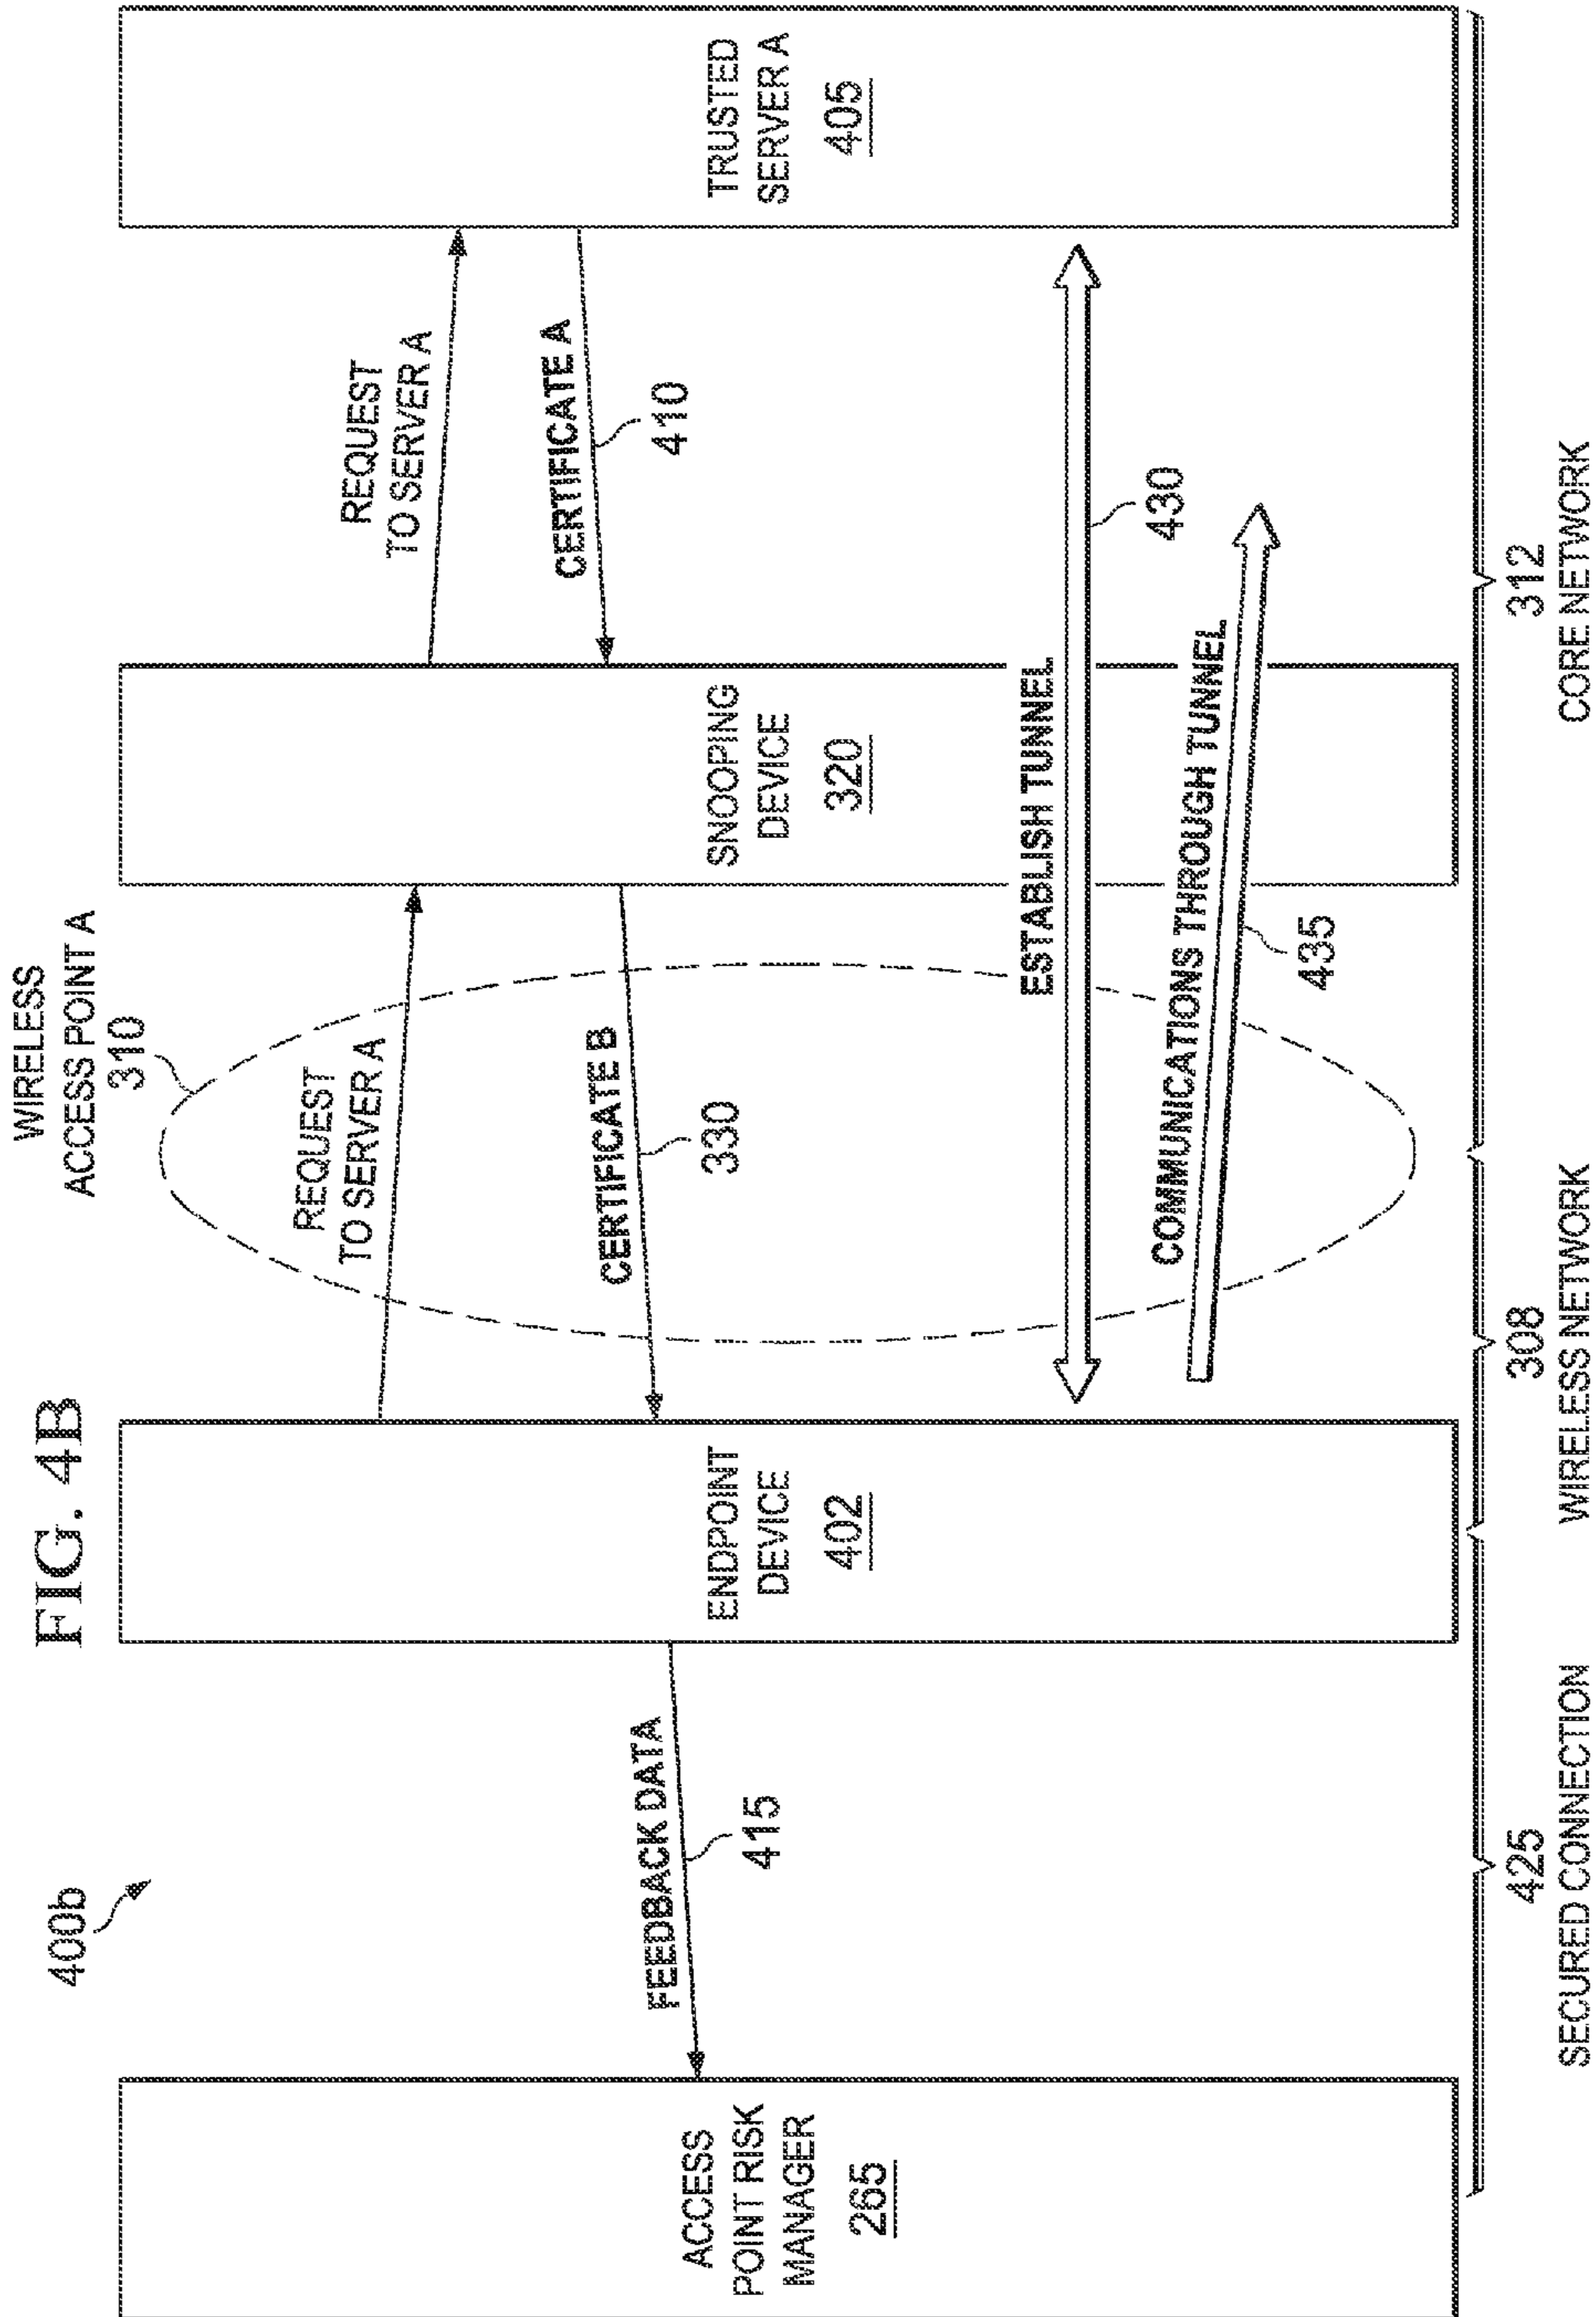 FIG. 4B
400b
WIRELESS
ACCESS POINT A
310
ACCESS
POINT RISK
MANAGER
265
FEEDBACK DATA
415
ENDPOINT
DEVICE
402
REQUEST
TO SERVER A
CERTIFICATE B
330
SNOOPING
DEVICE
320
REQUEST
TO SERVER A
CERTIFICATE A
410
TRUSTED
SERVER A
405
ESTABLISH TUNNEL
430
COMMUNICATIONS THROUGH TUNNEL
435
425
SECURED CONNECTION
308
WIRELESS NETWORK
312
CORE NETWORK